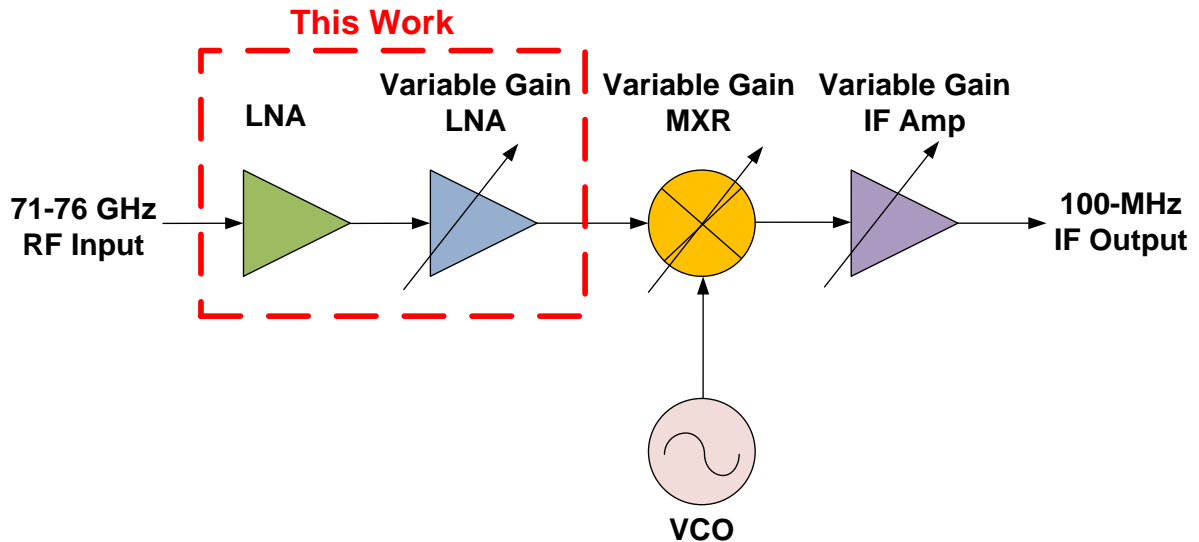 This Work
LNA
Variable Gain
LNA
Variable Gain
MXR
Variable Gain
IF Amp
71-76 GHz
RF Input
100-MHz
IF Output
VCO